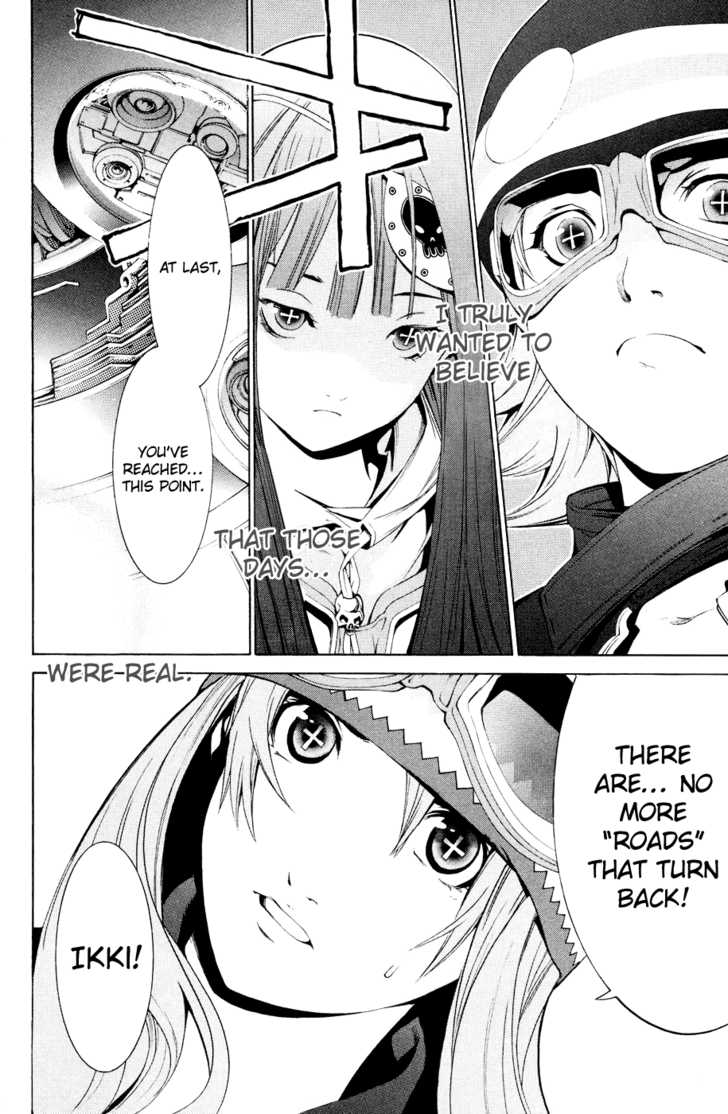 I TRULY
WANTED TO
BELIEVE
キ
THAT THOSE
DAYS...
AT LAST,
YOU'VE
REACHED...
THIS POINT.
WERE REAL.
THERE
ARE... NO
MORE
"ROADS"
THAT TURN
BACK!
IKKI!